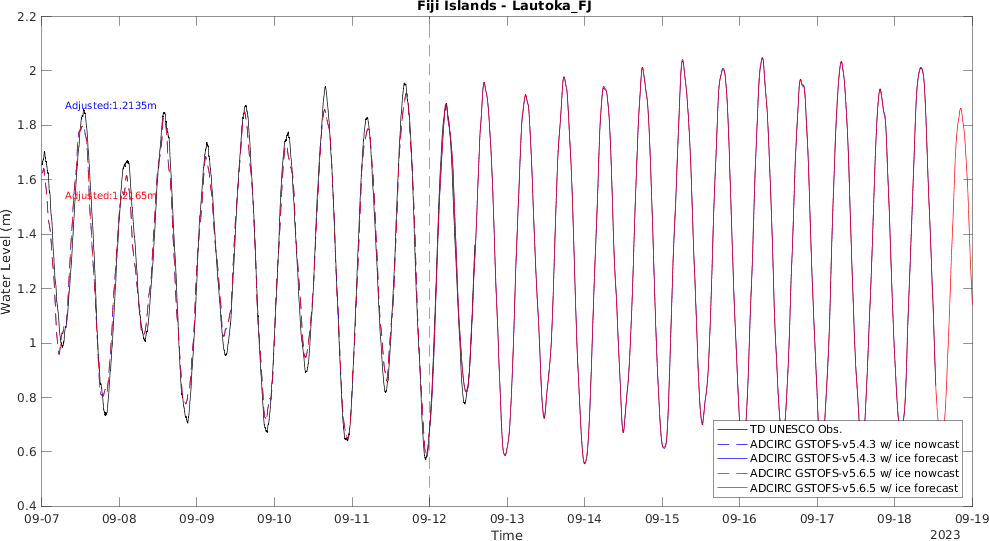 Fiji Islands - Lautoka_FJ
2.2
2
1.8
1.6
1.4
1.2
1
0.8
0.6
0.4
Water Level (m)
Adjusted:1.2135m
Adjusted:1.2165m
TD UNESCO Obs.
ADCIRC GSTOFS-v5.4.3 w/ ice nowcast
ADCIRC GSTOFS-v5.4.3 w/ ice forecast
ADCIRC GSTOFS-v5.6.5 w/ ice nowcast
ADCIRC GSTOFS-v5.6.5 w/ ice forecast
09-07 09-08 09-09 09-10 09-11 09-12 09-13 09-14 09-15 09-16 09-17 09-18 09-19
Time
2023